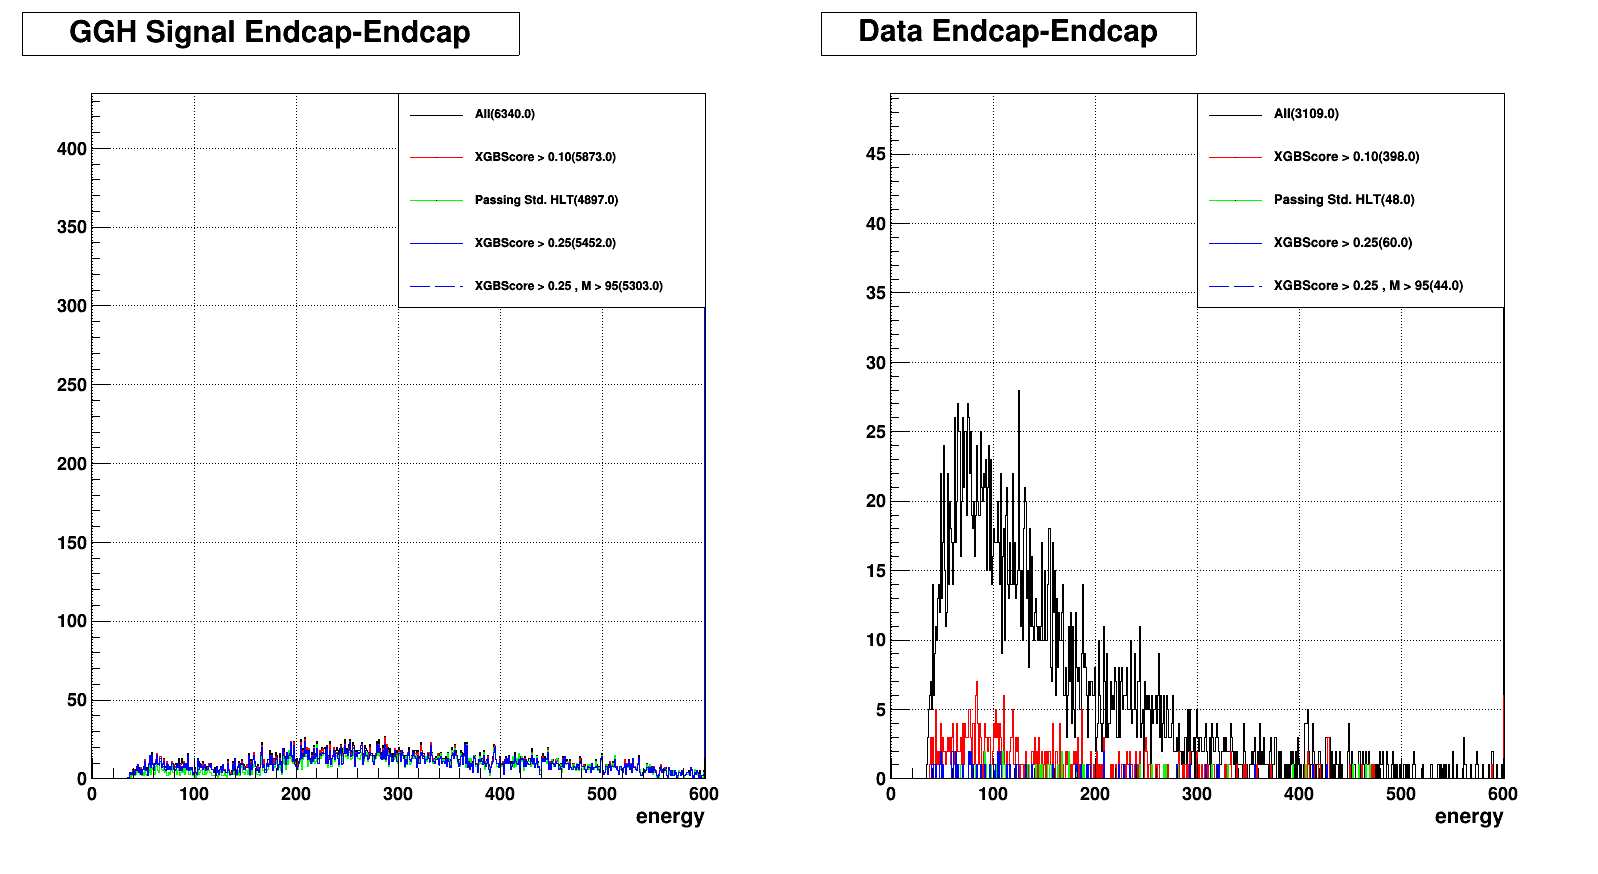 GGH Signal Endcap-Endcap
All(6340.0)
XGBScore > 0.10(5873.0)
Passing Std. HLT(4897.0)
XGBScore > 0.25(5452.0)
XGBScore > 0.25 , M > 95(5303.0)
400
350
300
250
200
150
100
50
0
0 100 200 300 400 500 600
energy
Data Endcap-Endcap
All(3109.0)
XGBScore > 0.10(398.0)
Passing Std. HLT(48.0)
XGBScore > 0.25(60.0)
XGBScore > 0.25 , M > 95(44.0)
45
40
35
30
25
20
15
10
5
0
0 100 200 300 400 500 600
energy